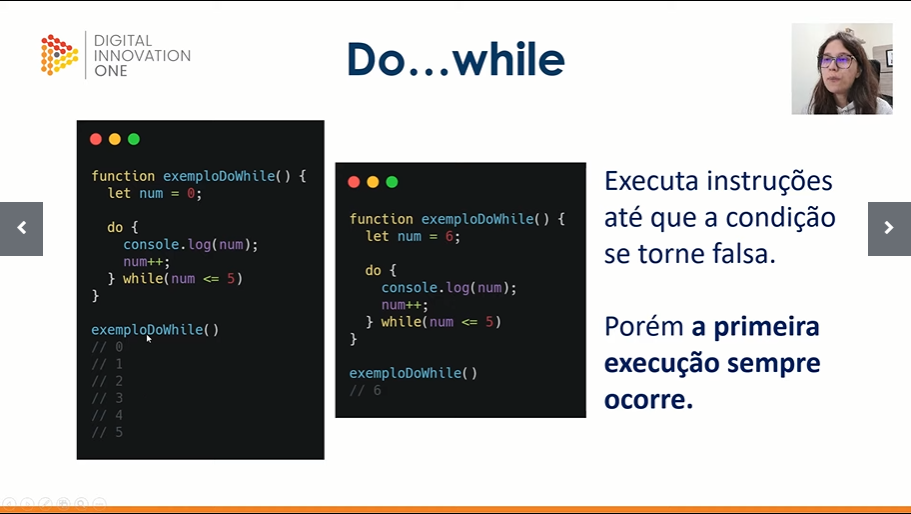 DIGITAL
INNOVATION
ONE
Do...while
function exemploDoWhile() {
let num = 0;
do {
console.log(num);
num++;
} while(num <= 5)
}
exemploDoWhile()
// 0
// 1
// 2
// 3
// 4
// 5
function exemploDoWhile() {
let num = 6;
do {
console.log(num);
num++;
} while(num <= 5)
}
exemploDoWhile()
// 6
Executa instruções
até que a condição
se torne falsa.
Porém a primeira
execução sempre
ocorre.